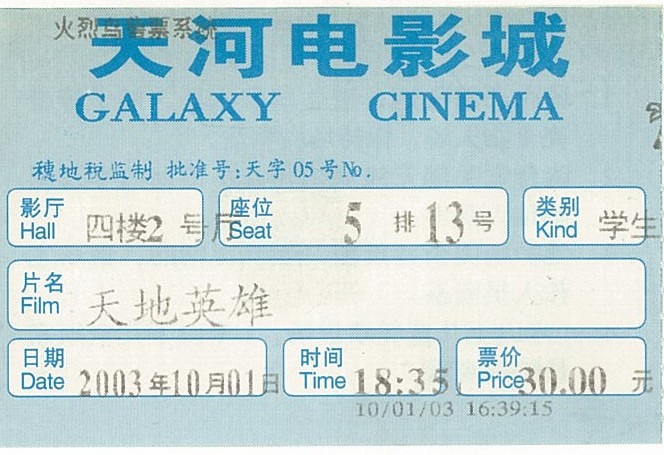 火烈鸟售票系统
天河电影城
GALAXY CINEMA
穗地税监制 批准号:天字05号No.
影厅 四楼2号厅 座位 5排13号 类别 学生
Hall Seat Kind
片名 天地英雄
Film
日期 2003年10月01日 时间 18:35 票价 30.00元
Date Time Price
10/01/03 16:39:15